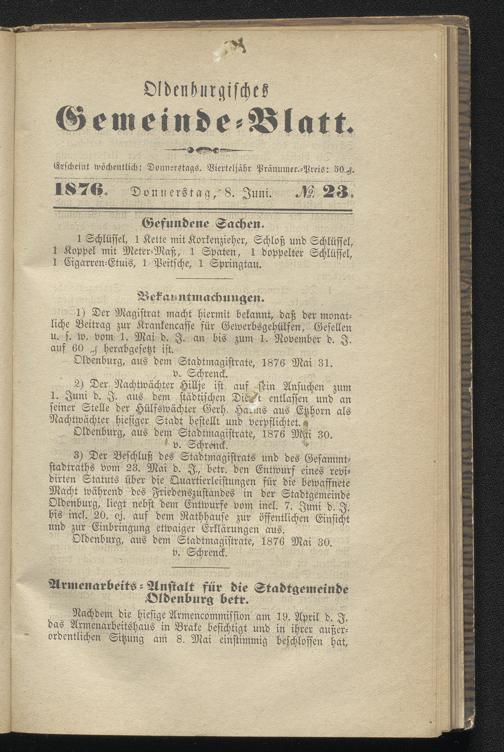 Oldenburgisches
Gemeinde-Blatt.
Erscheint wöchentlich: Donnerstags. Vierteljähr Pränumer.-Preis: 50 ₰.
1876. Donnerstag, 8. Juni. No. 23.
Gefundene Sachen.
1 Schlüssel, 1 Kette mit Korkenzieher, Schloß und Schlüssel,
1 Koppel mit Meter-Maß, 1 Spaten, 1 doppelter Schlüssel,
1 Cigarren-Etuis, 1 Peitsche, 1 Springtau.
Bekanntmachungen.
1) Der Magistrat macht hiermit bekannt, daß der monat-
liche Beitrag zur Krankencasse für Gewerbsgehülfen, Gesellen
u. s. w. vom 1. Mai d. J. an bis zum 1. November d. J.
auf 60 ₰ herabgesetzt ist.
Oldenburg, aus dem Stadtmagistrate, 1876 Mai 31.
v. Schrenck.
2) Der Nachtwächter Hillje ist auf sein Ansuchen zum
1. Juni d. J. aus dem städtischen Dienst entlassen und an
seiner Stelle der Hülfswächter Gerh. Harms aus Etzhorn als
Nachtwächter hiesiger Stadt bestellt und verpflichtet.
Oldenburg, aus dem Stadtmagistrate, 1876 Mai 30.
v. Schrenck.
3) Der Beschluß des Stadtmagistrats und des Gesammt-
stadtraths vom 23. Mai d. J., betr. den Entwurf eines revi-
dirten Statuts über die Quartierleistungen für die bewaffnete
Macht während des Friedenszustandes in der Stadtgemeinde
Oldenburg, liegt nebst dem Entwurfe vom incl. 7. Juni d. J.
bis incl. 20. ej. auf dem Rathhause zur öffentlichen Einsicht
und zur Einbringung etwaiger Erklärungen aus.
Oldenburg, aus dem Stadtmagistrate, 1876 Mai 30.
v. Schrenck.
Armenarbeits-Anstalt für die Stadtgemeinde
Oldenburg betr.
Nachdem die hiesige Armencommission am 19. April d. J.
das Armenarbeitshaus in Brake besichtigt und in ihrer außer-
ordentlichen Sitzung am 8. Mai einstimmig beschlossen hat,